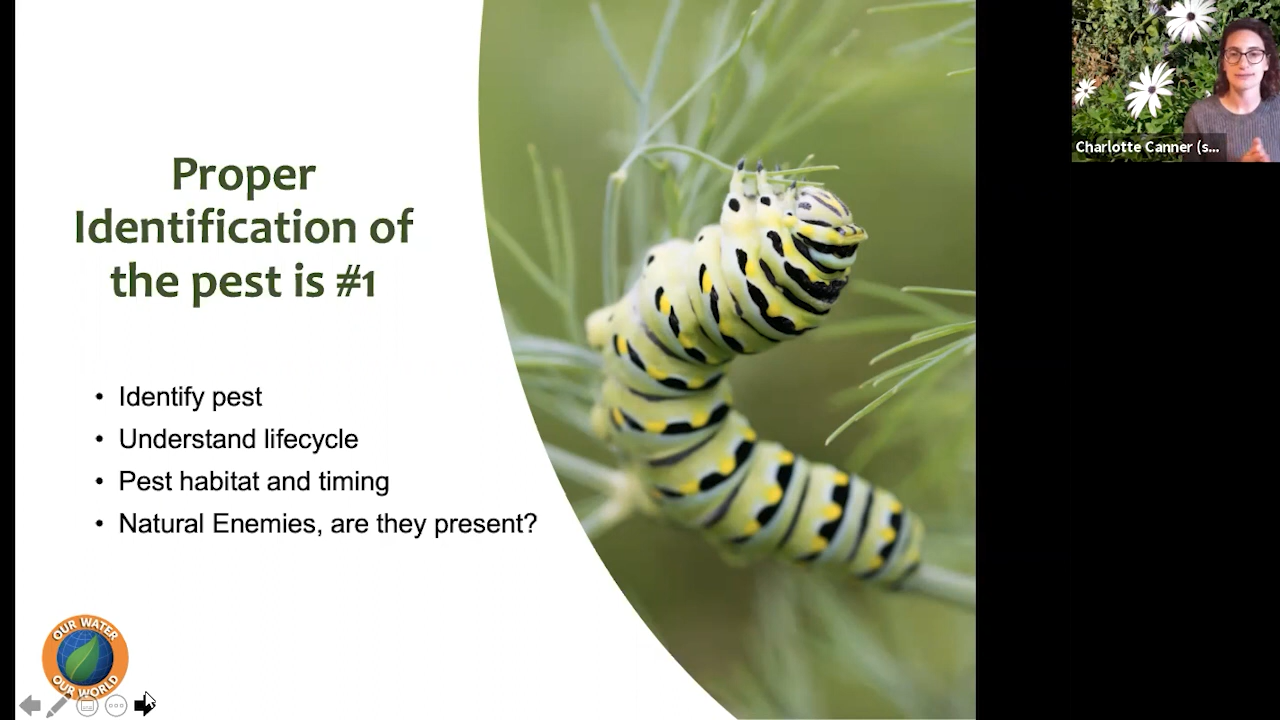 Proper
Identification of
the pest is #1
• Identify pest
• Understand lifecycle
• Pest habitat and timing
• Natural Enemies, are they present?
OUR WATER
OUR WORLD
Charlotte Canner (s...